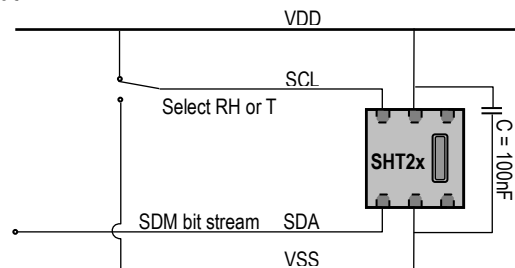 VDD
SCL
Select RH or T
SHT2x
C = 100nF
SDM bit stream SDA
VSS